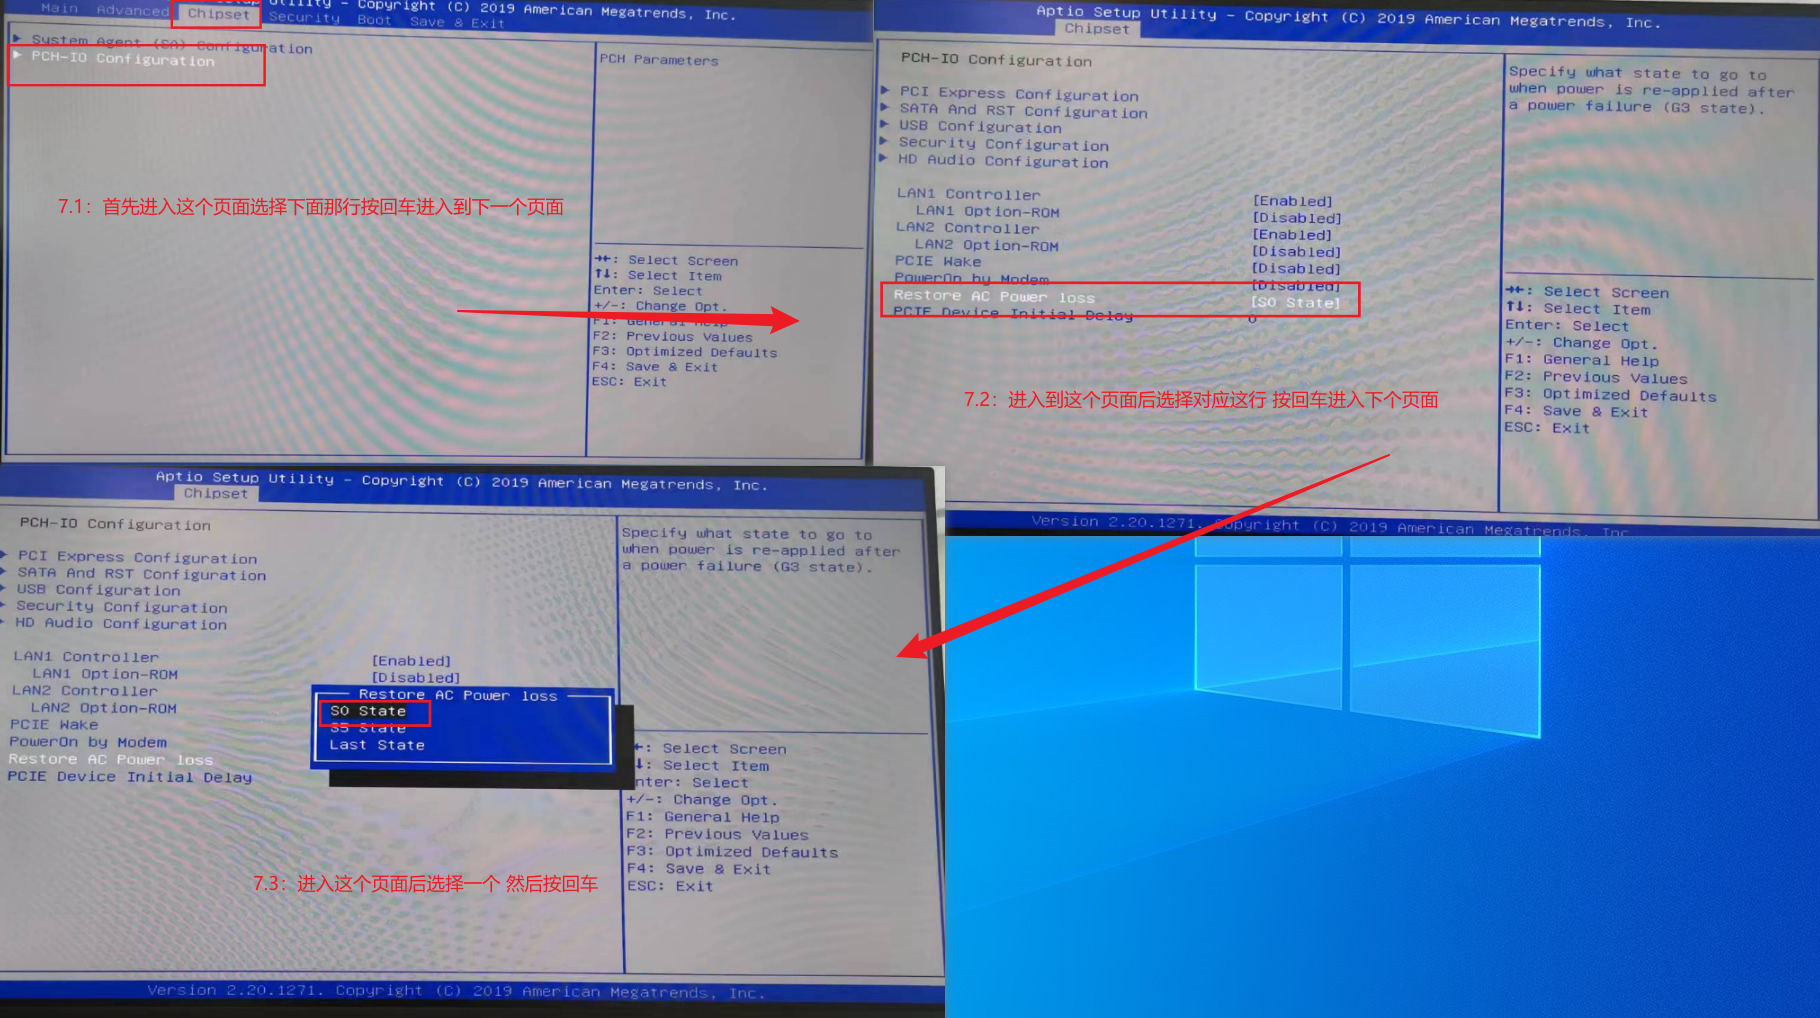 Setup Utility - Copyright (C) 2019 American Megatrends, Inc.
Main Advanced Chipset Security Boot Save & Exit
System Agent (SA) Configuration
PCH-IO Configuration
PCH Parameters
7.1：首先进入这个页面选择下面那行按回车进入到下一个页面
→←: Select Screen
↑↓: Select Item
Enter: Select
+/-: Change Opt.
F1: General Help
F2: Previous Values
F3: Optimized Defaults
F4: Save & Exit
ESC: Exit
Aptio Setup Utility - Copyright (C) 2019 American Megatrends, Inc.
Chipset
PCH-IO Configuration
PCI Express Configuration
SATA And RST Configuration
USB Configuration
Security Configuration
HD Audio Configuration
LAN1 Controller [Enabled]
LAN1 Option-ROM [Disabled]
LAN2 Controller [Enabled]
LAN2 Option-ROM [Disabled]
PCIE Wake [Disabled]
PowerOn by Modem [Disabled]
Restore AC Power loss [S0 State]
PCIE Device Initial Delay 0
Specify what state to go to
when power is re-applied after
a power failure (G3 state).
→←: Select Screen
↑↓: Select Item
Enter: Select
+/-: Change Opt.
F1: General Help
F2: Previous Values
F3: Optimized Defaults
F4: Save & Exit
ESC: Exit
7.2：进入到这个页面后选择对应这行 按回车进入下个页面
Version 2.20.1271. Copyright (C) 2019 American Megatrends, Inc.
Aptio Setup Utility - Copyright (C) 2019 American Megatrends, Inc.
Chipset
PCH-IO Configuration
PCI Express Configuration
SATA And RST Configuration
USB Configuration
Security Configuration
HD Audio Configuration
LAN1 Controller [Enabled]
LAN1 Option-ROM [Disabled]
LAN2 Controller
LAN2 Option-ROM
PCIE Wake
PowerOn by Modem
Restore AC Power loss
PCIE Device Initial Delay
Restore AC Power loss
S0 State
S5 State
Last State
Specify what state to go to
when power is re-applied after
a power failure (G3 state).
←: Select Screen
↓: Select Item
nter: Select
+/-: Change Opt.
F1: General Help
F2: Previous Values
F3: Optimized Defaults
F4: Save & Exit
ESC: Exit
7.3：进入这个页面后选择一个 然后按回车
Version 2.20.1271. Copyright (C) 2019 American Megatrends, Inc.